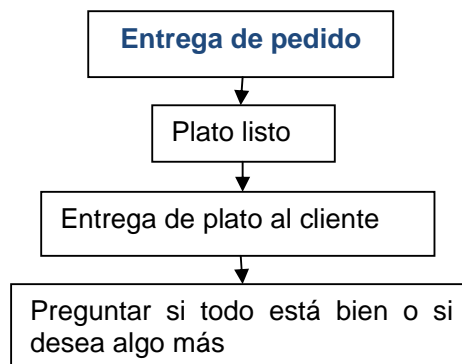 Entrega de pedido
Plato listo
Entrega de plato al cliente
Preguntar si todo está bien o si
desea algo más